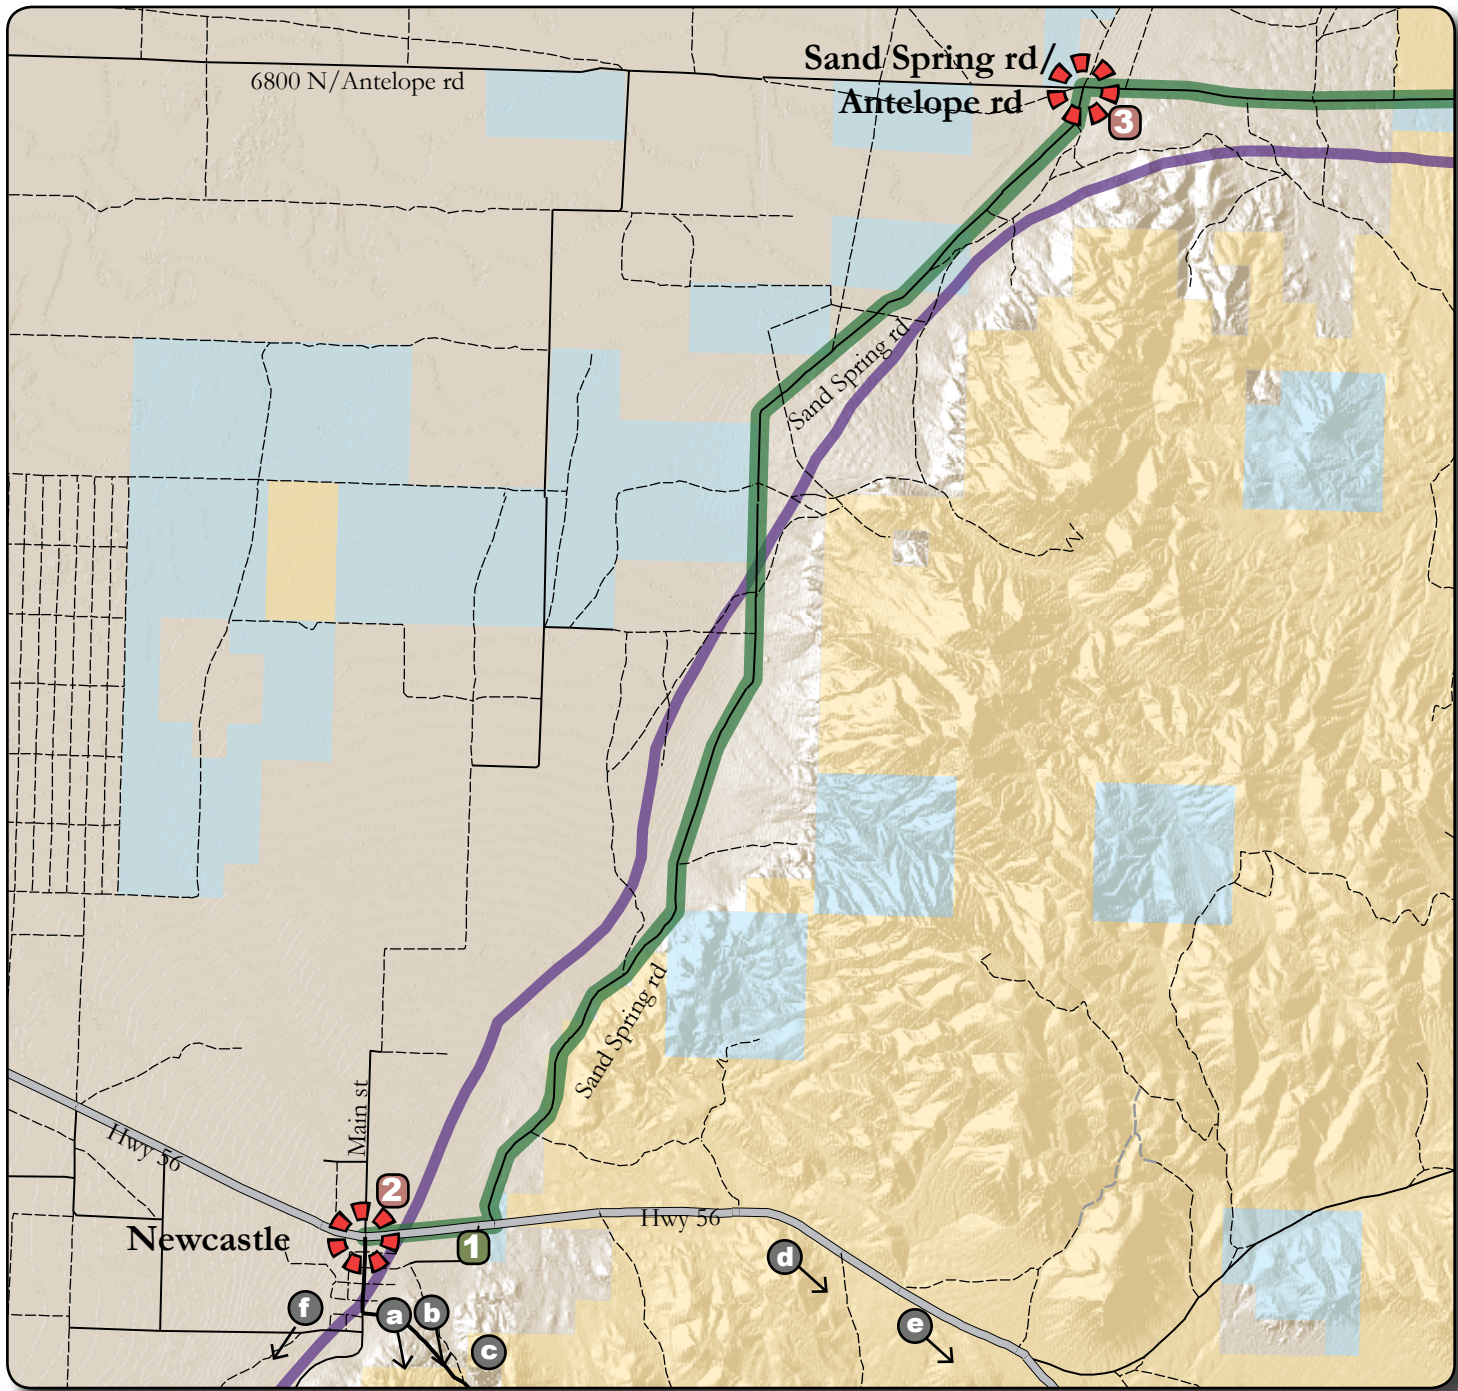 Sand Spring rd/
Antelope rd
6800 N/Antelope rd
3
Sand Spring rd
Sand Spring rd
Main st
Hwy 56
2
Newcastle
1
Hwy 56
d
f
a
b
c
e